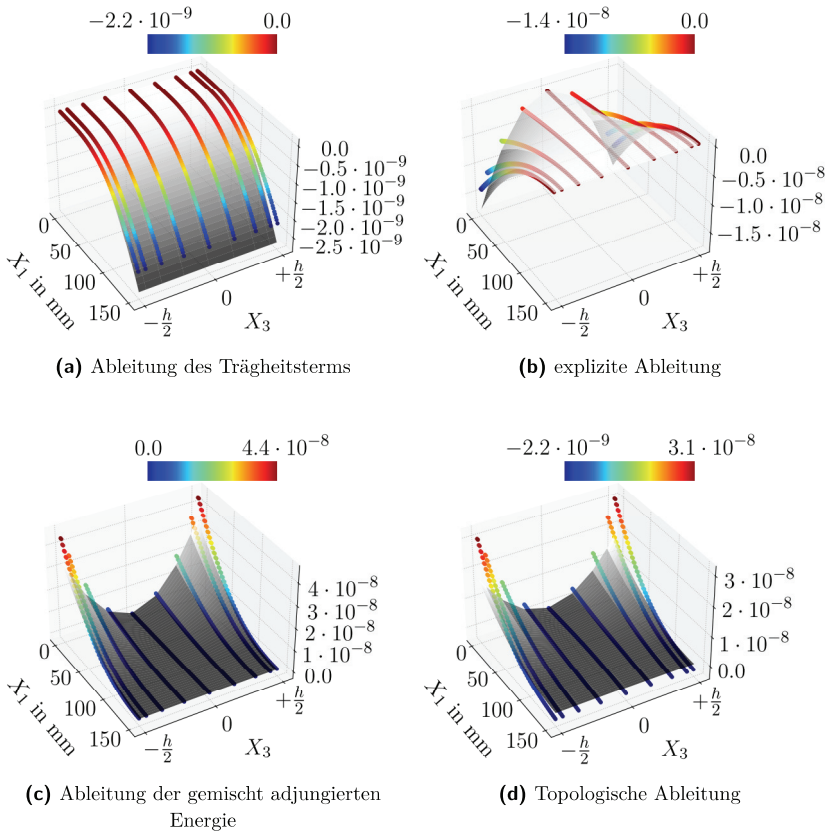 −2.2 · 10⁻⁹ 0.0
0.0
−0.5 · 10⁻⁹
−1.0 · 10⁻⁹
−1.5 · 10⁻⁹
−2.0 · 10⁻⁹
−2.5 · 10⁻⁹
0
50
100
150
X₁ in mm
−h/2
0
+h/2
X₃
(a) Ableitung des Trägheitsterms
−1.4 · 10⁻⁸ 0.0
0.0
−0.5 · 10⁻⁸
−1.0 · 10⁻⁸
−1.5 · 10⁻⁸
0
50
100
150
X₁ in mm
−h/2
0
+h/2
X₃
(b) explizite Ableitung
0.0 4.4 · 10⁻⁸
4 · 10⁻⁸
3 · 10⁻⁸
2 · 10⁻⁸
1 · 10⁻⁸
0.0
0
50
100
150
X₁ in mm
−h/2
0
+h/2
X₃
(c) Ableitung der gemischt adjungierten
Energie
−2.2 · 10⁻⁹ 3.1 · 10⁻⁸
3 · 10⁻⁸
2 · 10⁻⁸
1 · 10⁻⁸
0.0
0
50
100
150
X₁ in mm
−h/2
0
+h/2
X₃
(d) Topologische Ableitung